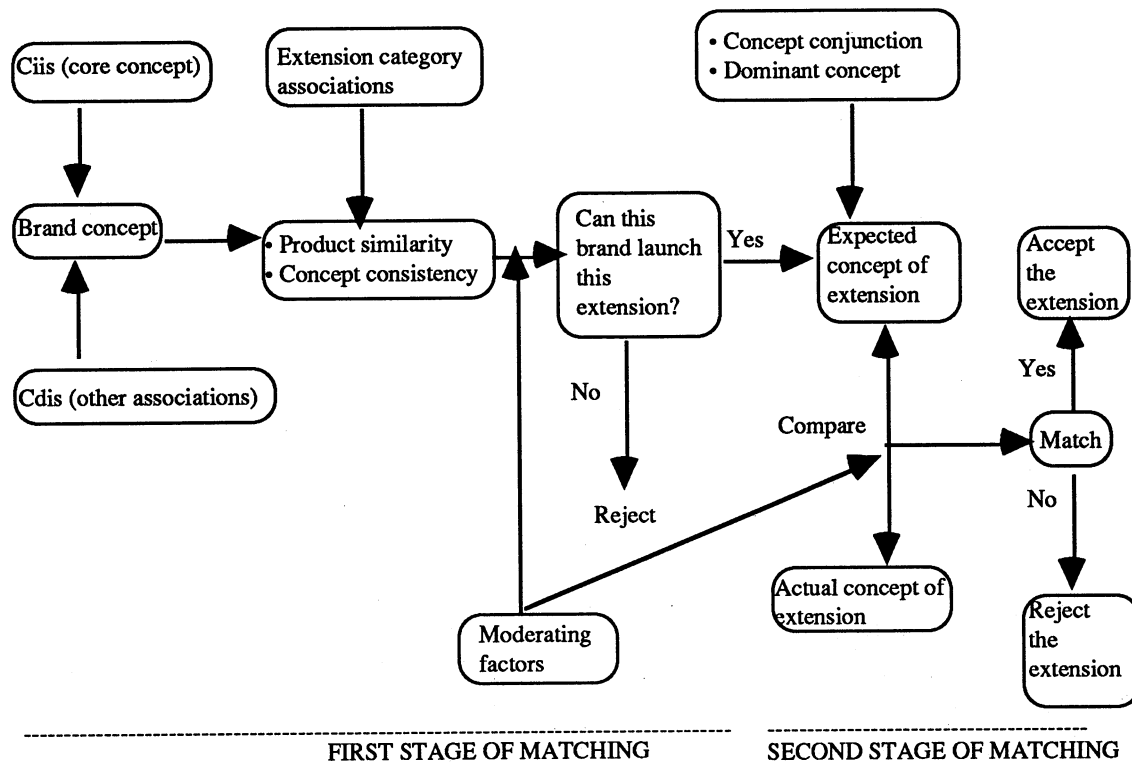 Ciis (core concept)
Extension category
associations
• Concept conjunction
• Dominant concept
Brand concept
• Product similarity
• Concept consistency
Can this
brand launch
this
extension?
Yes
Expected
concept of
extension
Accept
the
extension
Cdis (other associations)
No
Reject
Compare
Yes
Match
No
Moderating
factors
Actual concept of
extension
Reject
the
extension
FIRST STAGE OF MATCHING
SECOND STAGE OF MATCHING